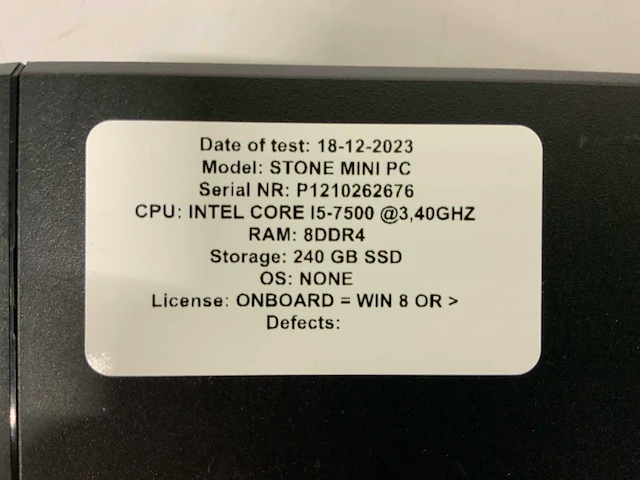 Date of test: 18-12-2023
Model: STONE MINI PC
Serial NR: P1210262676
CPU: INTEL CORE I5-7500 @3,40GHZ
RAM: 8DDR4
Storage: 240 GB SSD
OS: NONE
License: ONBOARD = WIN 8 OR >
Defects: